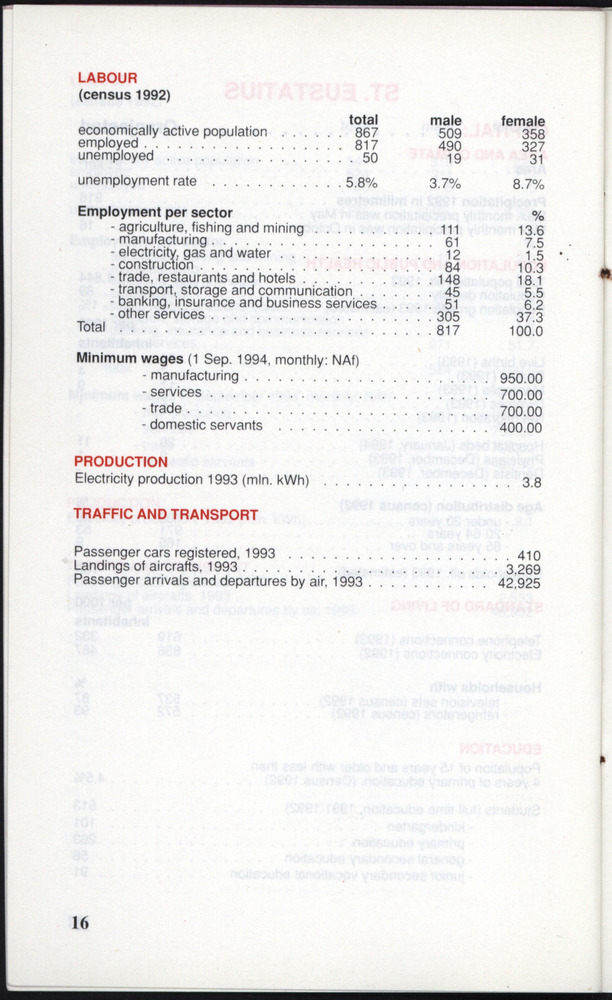 LABOUR
(census 1992)
total male female
economically active population . . . . . . . 867 509 358
employed . . . . . . . . . . . . . . . . . . 817 490 327
unemployed . . . . . . . . . . . . . . . . . 50 19 31
unemployment rate . . . . . . . . . . . . 5.8% 3.7% 8.7%
Employment per sector %
- agriculture, fishing and mining . . . . . . . . . . . 111 13.6
- manufacturing . . . . . . . . . . . . . . . . . . . . 61 7.5
- electricity, gas and water . . . . . . . . . . . . . . 12 1.5
- construction . . . . . . . . . . . . . . . . . . . . . 84 10.3
- trade, restaurants and hotels . . . . . . . . . . . . 148 18.1
- transport, storage and communication . . . . . . . 45 5.5
- banking, insurance and business services . . . . . 51 6.2
- other services . . . . . . . . . . . . . . . . . . . . 305 37.3
Total . . . . . . . . . . . . . . . . . . . . . . . . . . 817 100.0
Minimum wages (1 Sep. 1994, monthly: NAf)
- manufacturing . . . . . . . . . . . . . . . . . . . . 950.00
- services . . . . . . . . . . . . . . . . . . . . . . . 700.00
- trade . . . . . . . . . . . . . . . . . . . . . . . . . 700.00
- domestic servants . . . . . . . . . . . . . . . . . 400.00
PRODUCTION
Electricity production 1993 (mln. kWh) . . . . . . . . . . . . . . . 3.8
TRAFFIC AND TRANSPORT
Passenger cars registered, 1993 . . . . . . . . . . . . . . . . . 410
Landings of aircrafts, 1993 . . . . . . . . . . . . . . . . . . . . 3,269
Passenger arrivals and departures by air, 1993 . . . . . . . . . 42,925
16